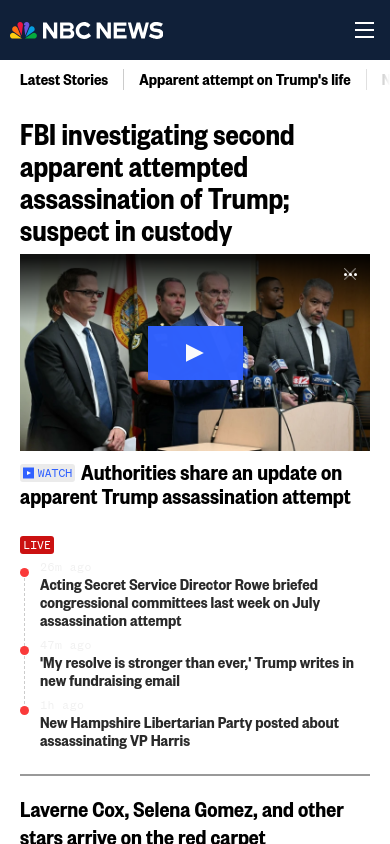 NBC NEWS
Latest Stories
Apparent attempt on Trump's life
FBI investigating second
apparent attempted
assassination of Trump;
suspect in custody
WATCH Authorities share an update on
apparent Trump assassination attempt
LIVE
26m ago
Acting Secret Service Director Rowe briefed
congressional committees last week on July
assassination attempt
47m ago
'My resolve is stronger than ever,' Trump writes in
new fundraising email
1h ago
New Hampshire Libertarian Party posted about
assassinating VP Harris
Laverne Cox, Selena Gomez, and other
stars arrive on the red carpet